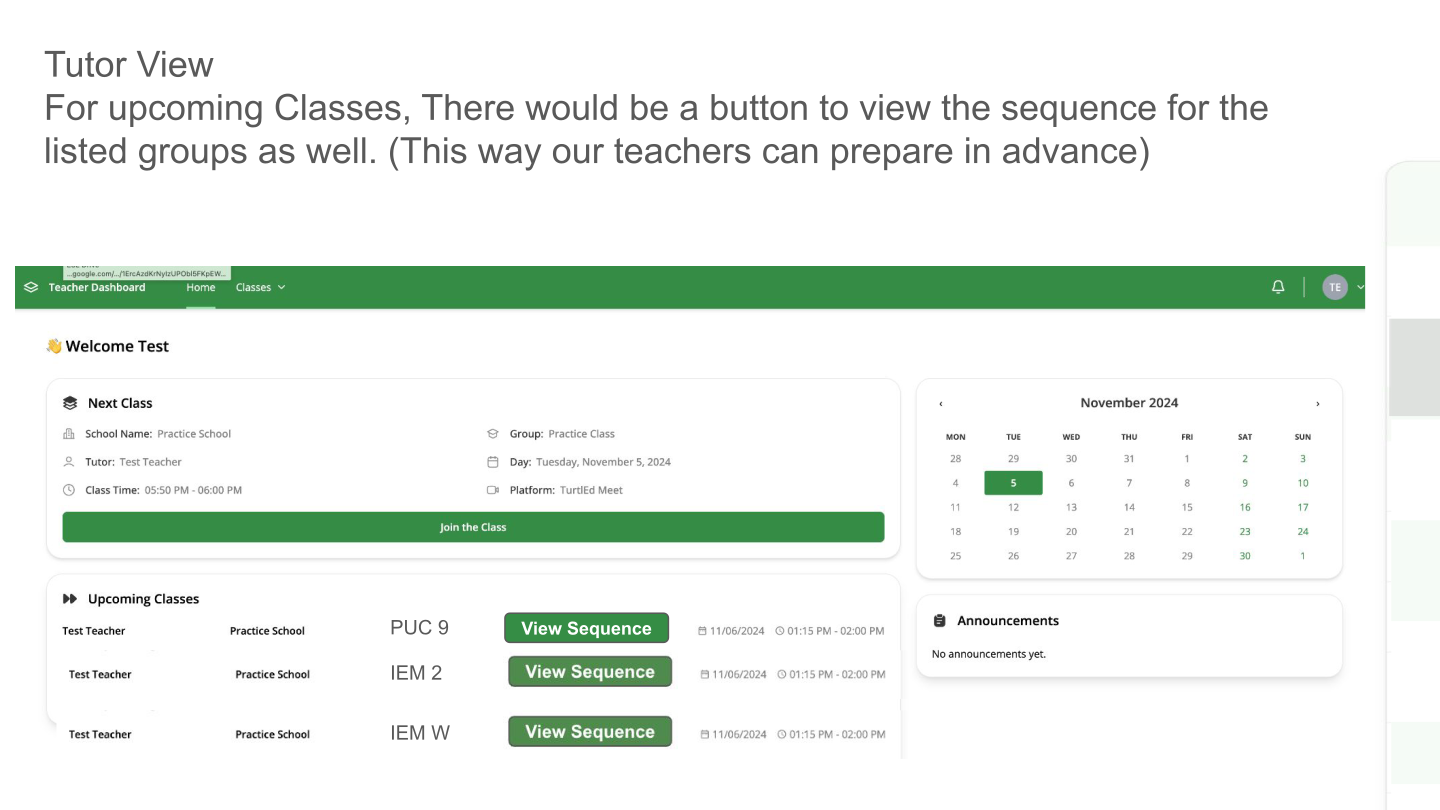 Tutor View
For upcoming Classes, There would be a button to view the sequence for the
listed groups as well. (This way our teachers can prepare in advance)
...google.com/.../1ErcAzdKrNyIzUPObI5FKpEW...
Teacher Dashboard Home Classes TE
Welcome Test
Next Class
School Name: Practice School Group: Practice Class
Tutor: Test Teacher Day: Tuesday, November 5, 2024
Class Time: 05:50 PM - 06:00 PM Platform: TurtlEd Meet
Join the Class
‹ November 2024 ›
MON TUE WED THU FRI SAT SUN
28 29 30 31 1 2 3
4 5 6 7 8 9 10
11 12 13 14 15 16 17
18 19 20 21 22 23 24
25 26 27 28 29 30 1
Upcoming Classes
Test Teacher Practice School PUC 9 View Sequence 11/06/2024 01:15 PM - 02:00 PM
Test Teacher Practice School IEM 2 View Sequence 11/06/2024 01:15 PM - 02:00 PM
Test Teacher Practice School IEM W View Sequence 11/06/2024 01:15 PM - 02:00 PM
Announcements
No announcements yet.